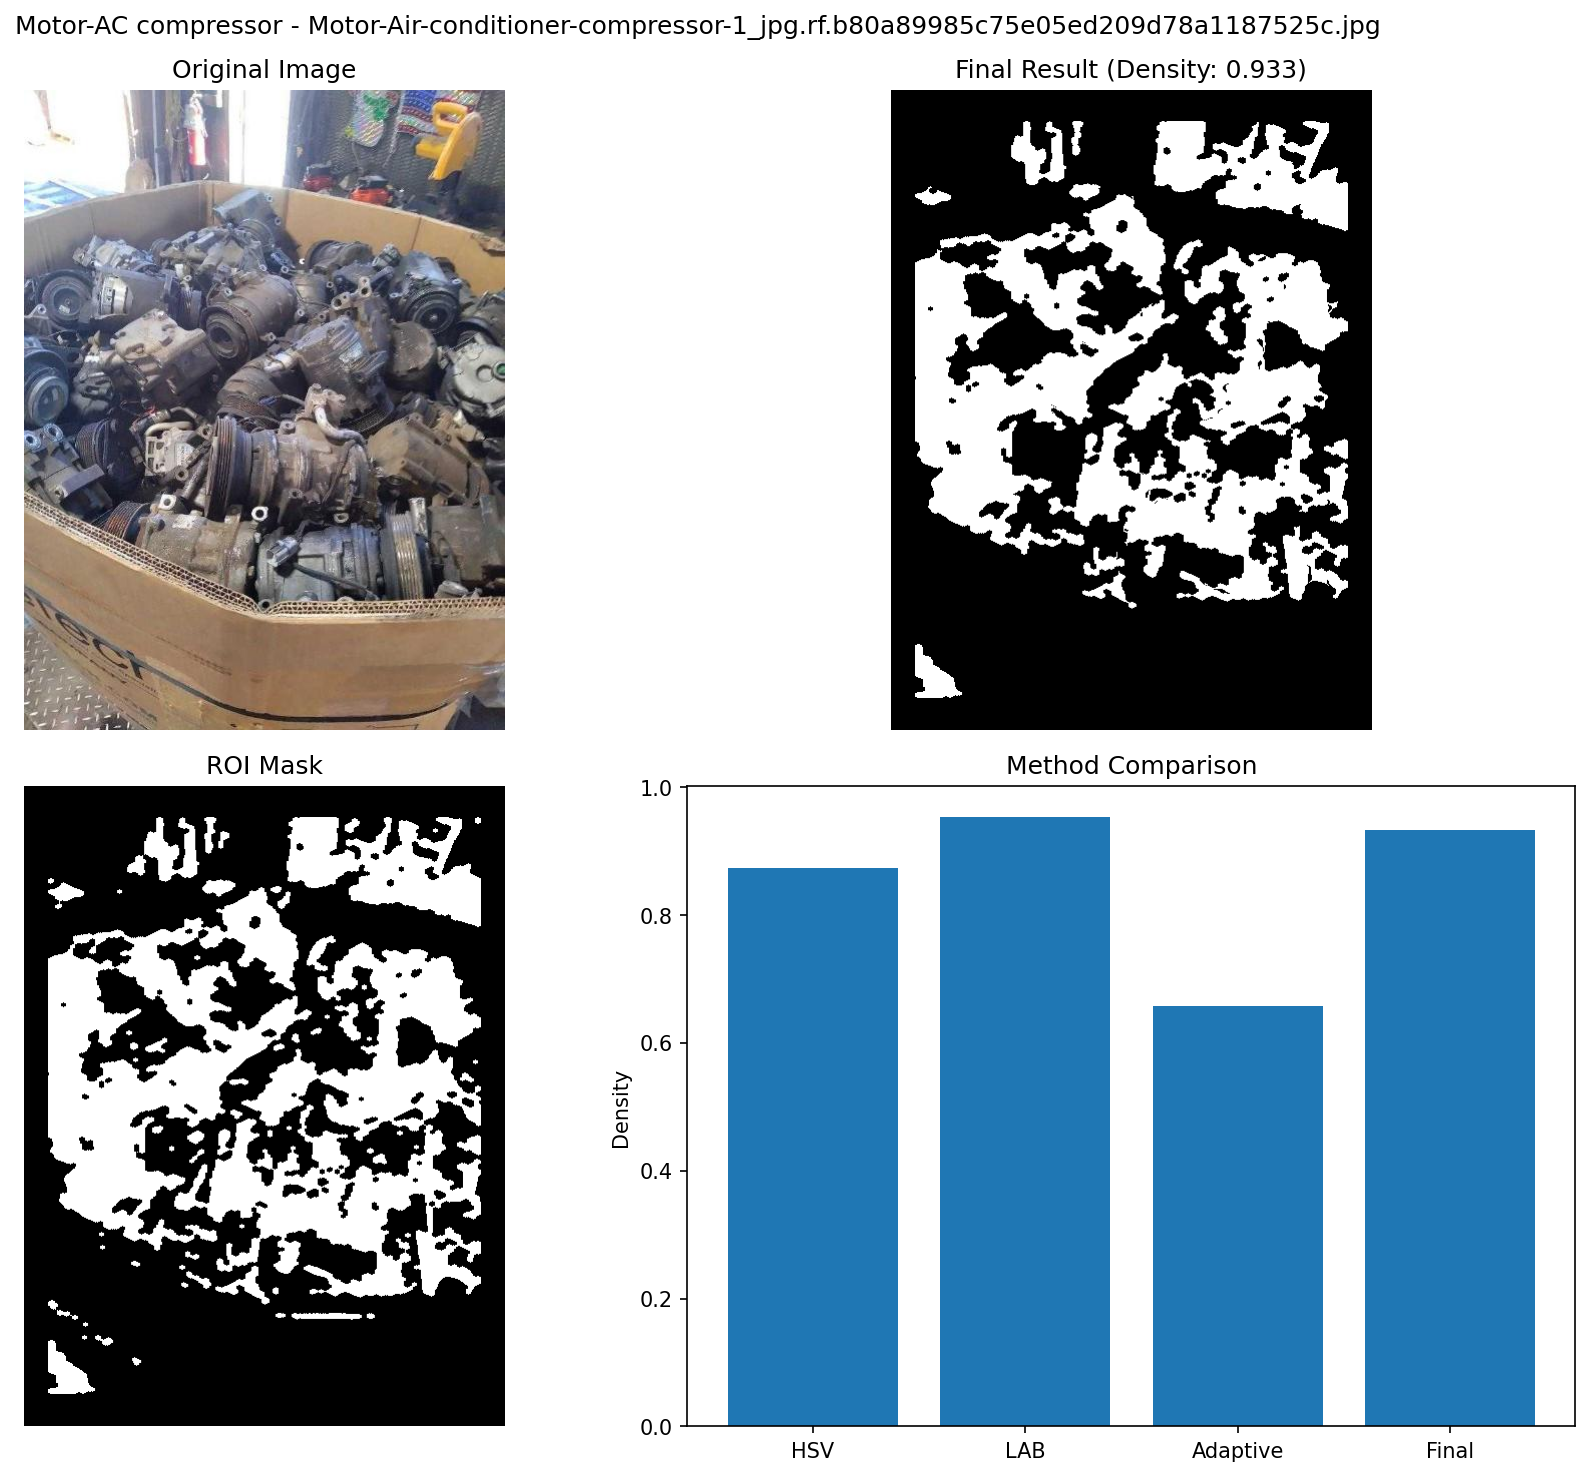 Motor-AC compressor - Motor-Air-conditioner-compressor-1_jpg.rf.b80a89985c75e05ed209d78a1187525c.jpg
Original Image
Final Result (Density: 0.933)
ROI Mask
Method Comparison
1.0
0.8
0.6
0.4
0.2
0.0
Density
HSV
LAB
Adaptive
Final